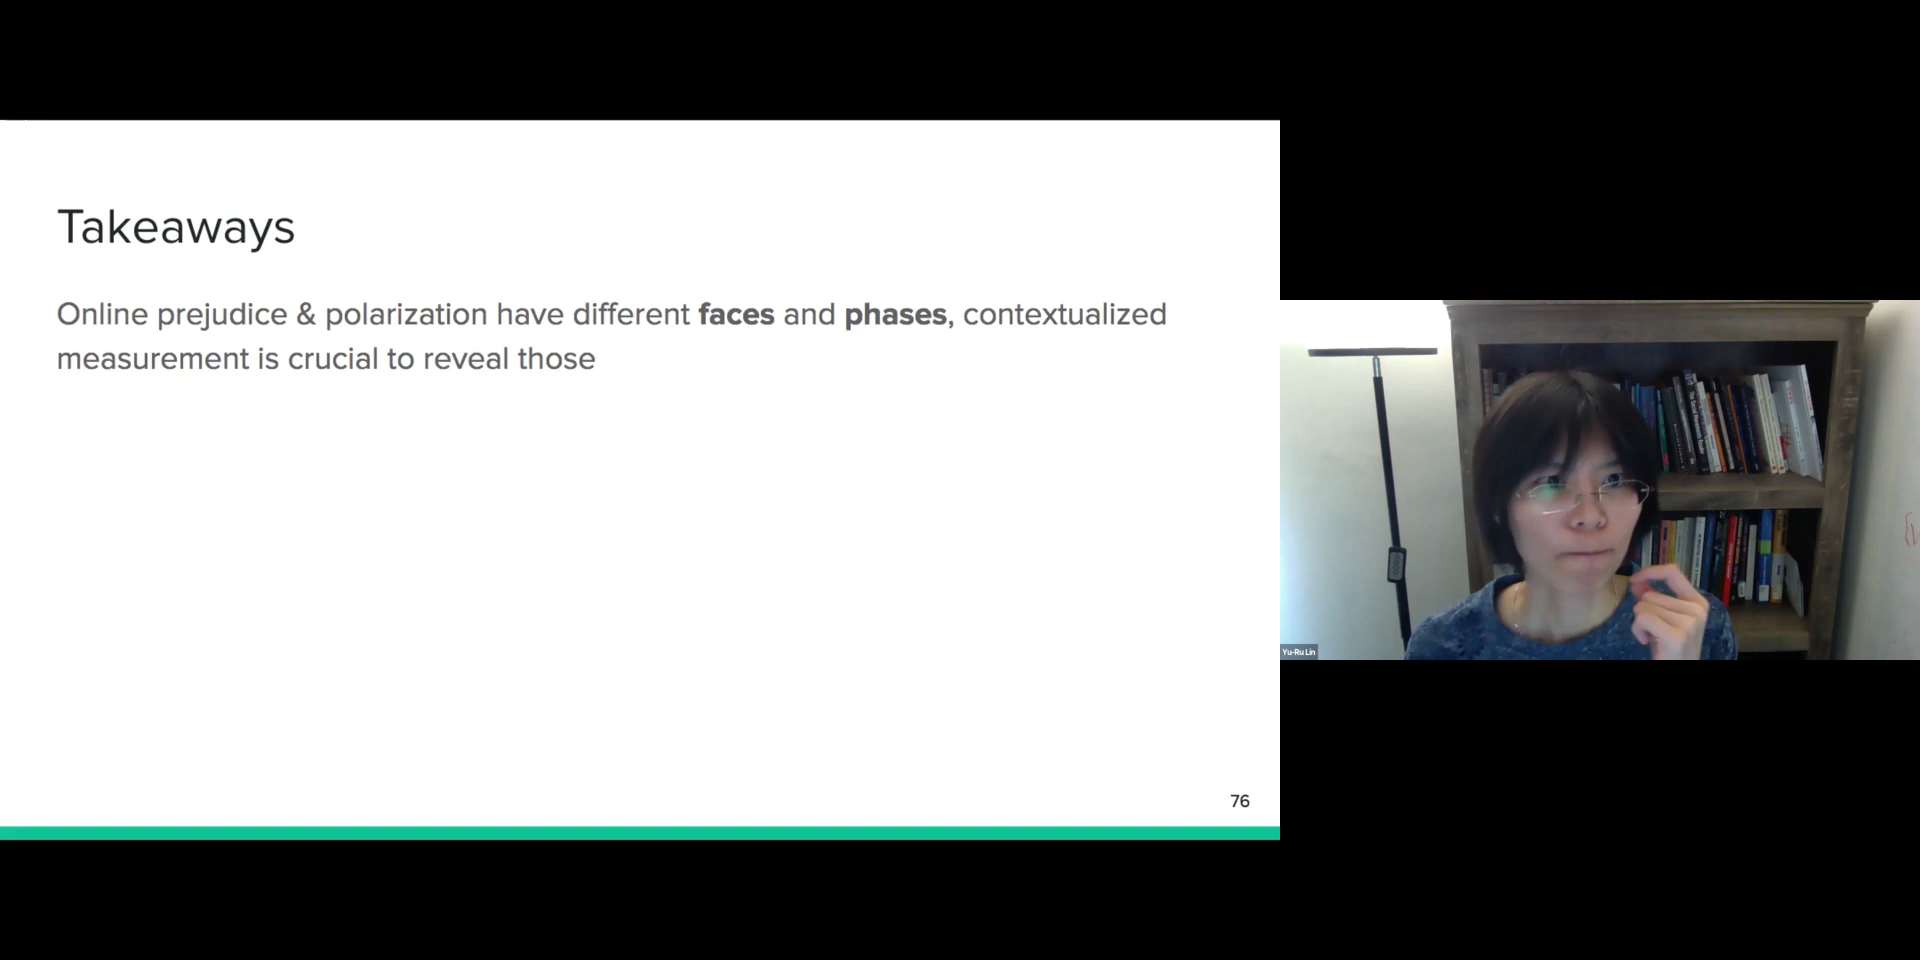 Takeaways
Online prejudice & polarization have different faces and phases, contextualized
measurement is crucial to reveal those
76
Yu-Ru Lin